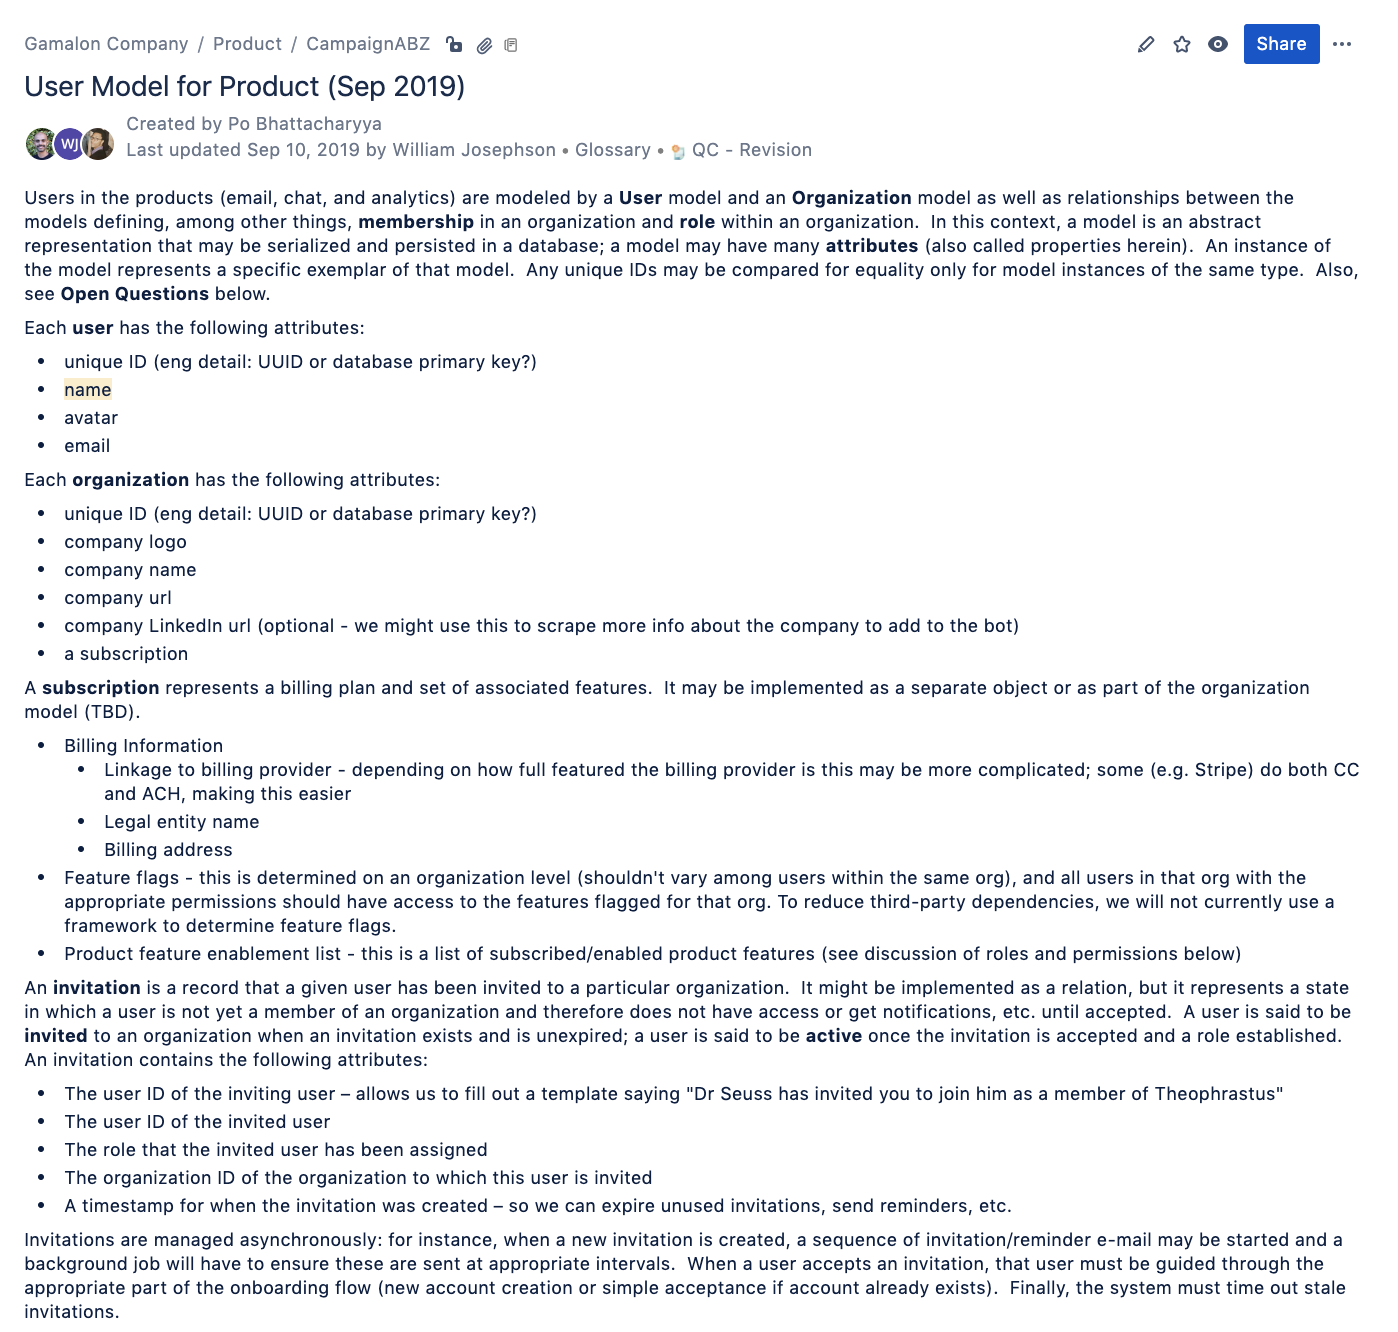 Gamalon Company / Product / CampaignABZ
Share
User Model for Product (Sep 2019)
WJ
Created by Po Bhattacharyya
Last updated Sep 10, 2019 by William Josephson • Glossary • QC - Revision
Users in the products (email, chat, and analytics) are modeled by a User model and an Organization model as well as relationships between the
models defining, among other things, membership in an organization and role within an organization.  In this context, a model is an abstract
representation that may be serialized and persisted in a database; a model may have many attributes (also called properties herein).  An instance of
the model represents a specific exemplar of that model.  Any unique IDs may be compared for equality only for model instances of the same type.  Also,
see Open Questions below.
Each user has the following attributes:
• unique ID (eng detail: UUID or database primary key?)
• name
• avatar
• email
Each organization has the following attributes:
• unique ID (eng detail: UUID or database primary key?)
• company logo
• company name
• company url
• company LinkedIn url (optional - we might use this to scrape more info about the company to add to the bot)
• a subscription
A subscription represents a billing plan and set of associated features.  It may be implemented as a separate object or as part of the organization
model (TBD).
• Billing Information
• Linkage to billing provider - depending on how full featured the billing provider is this may be more complicated; some (e.g. Stripe) do both CC
and ACH, making this easier
• Legal entity name
• Billing address
• Feature flags - this is determined on an organization level (shouldn't vary among users within the same org), and all users in that org with the
appropriate permissions should have access to the features flagged for that org. To reduce third-party dependencies, we will not currently use a
framework to determine feature flags.
• Product feature enablement list - this is a list of subscribed/enabled product features (see discussion of roles and permissions below)
An invitation is a record that a given user has been invited to a particular organization.  It might be implemented as a relation, but it represents a state
in which a user is not yet a member of an organization and therefore does not have access or get notifications, etc. until accepted.  A user is said to be
invited to an organization when an invitation exists and is unexpired; a user is said to be active once the invitation is accepted and a role established.
An invitation contains the following attributes:
• The user ID of the inviting user – allows us to fill out a template saying "Dr Seuss has invited you to join him as a member of Theophrastus"
• The user ID of the invited user
• The role that the invited user has been assigned
• The organization ID of the organization to which this user is invited
• A timestamp for when the invitation was created – so we can expire unused invitations, send reminders, etc.
Invitations are managed asynchronously: for instance, when a new invitation is created, a sequence of invitation/reminder e-mail may be started and a
background job will have to ensure these are sent at appropriate intervals.  When a user accepts an invitation, that user must be guided through the
appropriate part of the onboarding flow (new account creation or simple acceptance if account already exists).  Finally, the system must time out stale
invitations.